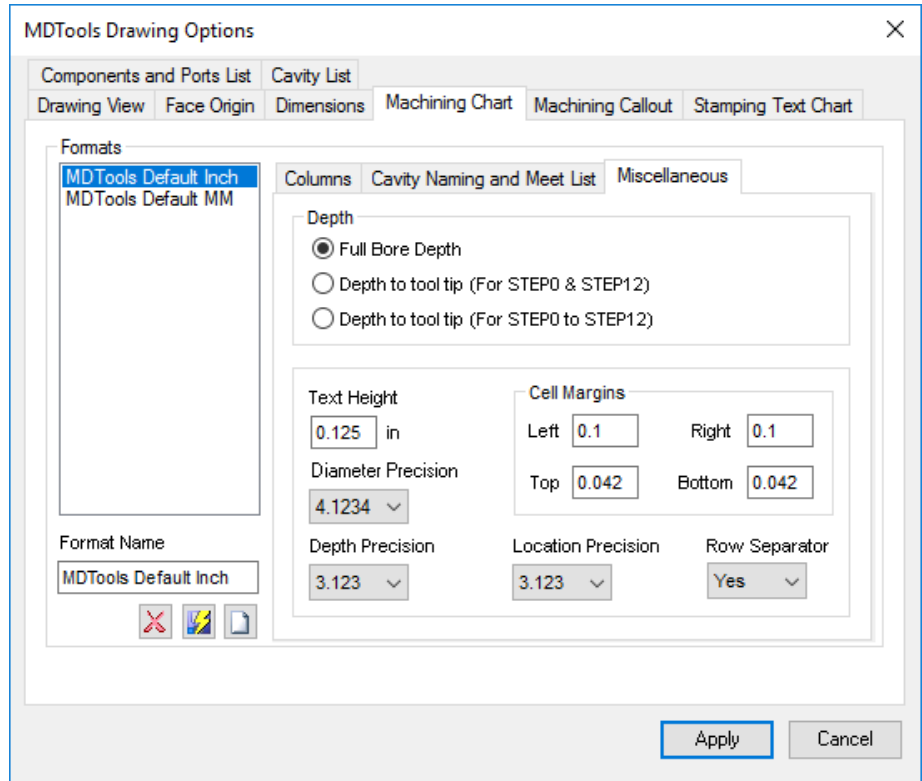 MDTools Drawing Options
Components and Ports List Cavity List
Drawing View Face Origin Dimensions Machining Chart Machining Callout Stamping Text Chart
Formats
MDTools Default Inch
MDTools Default MM
Format Name
MDTools Default Inch
Columns Cavity Naming and Meet List Miscellaneous
Depth
Full Bore Depth
Depth to tool tip (For STEP0 & STEP12)
Depth to tool tip (For STEP0 to STEP12)
Text Height
0.125 in
Diameter Precision
4.1234
Cell Margins
Left 0.1 Right 0.1
Top 0.042 Bottom 0.042
Depth Precision Location Precision Row Separator
3.123 3.123 Yes
Apply Cancel